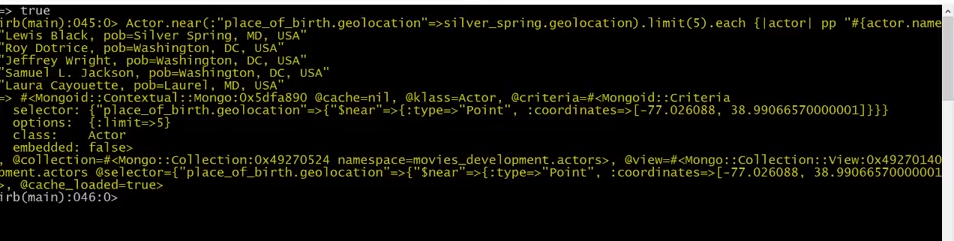 => true
irb(main):045:0> Actor.near(:"place_of_birth.geolocation"=>silver_spring.geolocation).limit(5).each {|actor| pp "#{actor.name
"Lewis Black, pob=Silver Spring, MD, USA"
"Roy Dotrice, pob=Washington, DC, USA"
"Jeffrey Wright, pob=Washington, DC, USA"
"Samuel L. Jackson, pob=Washington, DC, USA"
"Laura Cayouette, pob=Laurel, MD, USA"
=> #<Mongoid::Contextual::Mongo:0x5dfa890 @cache=nil, @klass=Actor, @criteria=#<Mongoid::Criteria
selector: {"place_of_birth.geolocation"=>{"$near"=>{:type=>"Point", :coordinates=>[-77.026088, 38.99066570000001]}}}
options: {:limit=>5}
class: Actor
embedded: false>
, @collection=#<Mongo::Collection:0x49270524 namespace=movies_development.actors>, @view=#<Mongo::Collection::View:0x49270140
pment.actors @selector={"place_of_birth.geolocation"=>{"$near"=>{:type=>"Point", :coordinates=>[-77.026088, 38.99066570000001
>, @cache_loaded=true>
irb(main):046:0>